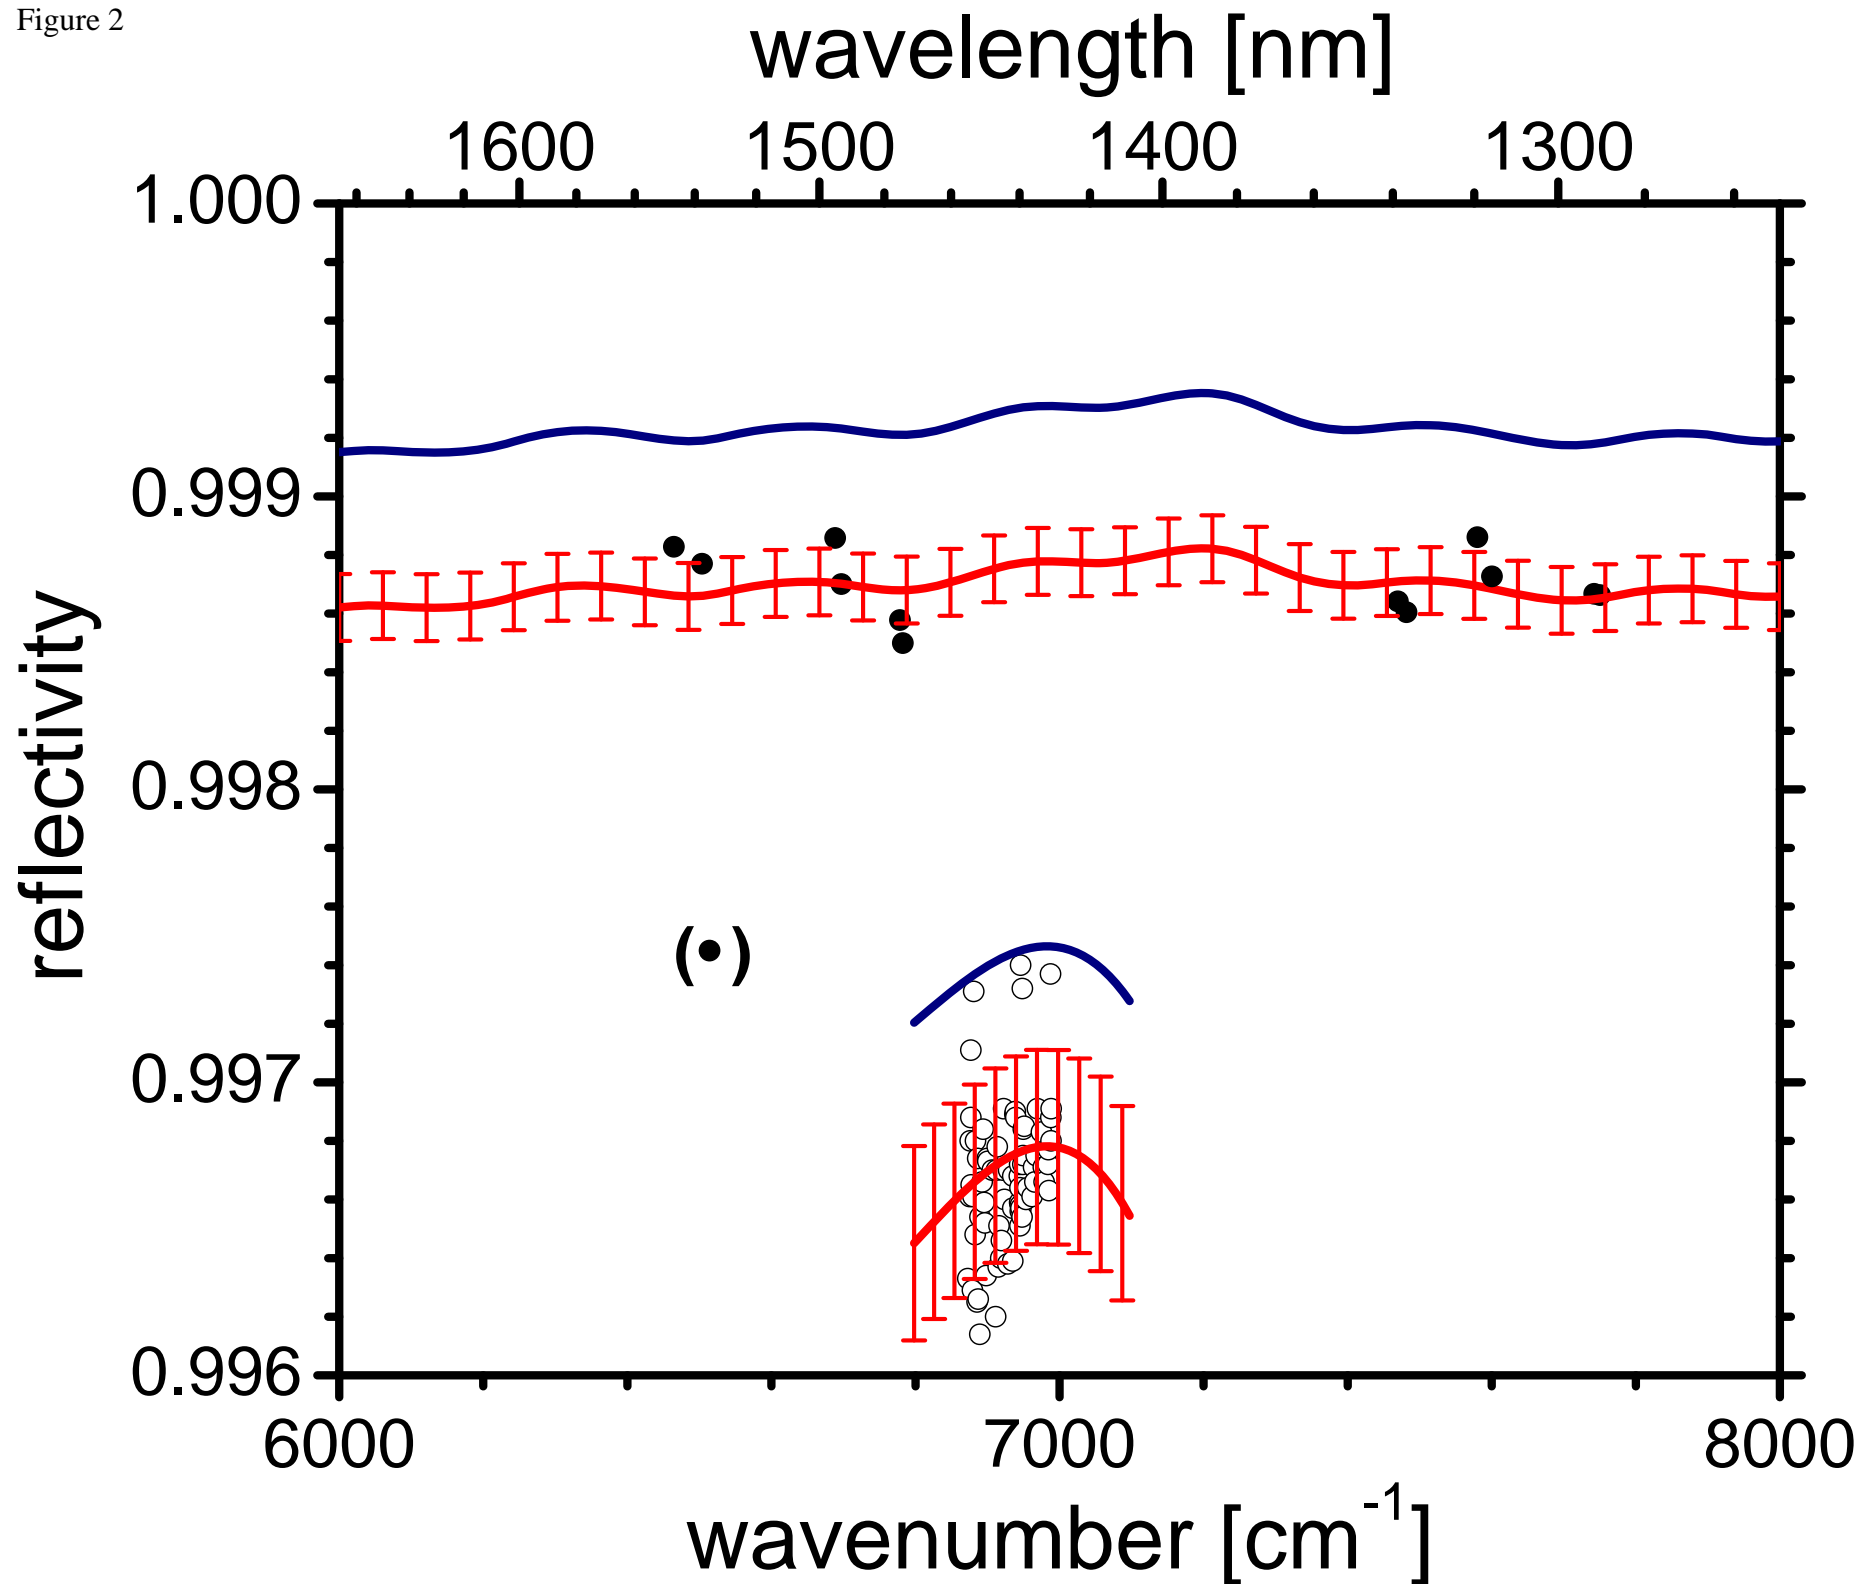 Figure 2
wavelength [nm]
1600 1500 1400 1300
1.000
0.999
0.998
0.997
0.996
reflectivity
(•)
6000 7000 8000
wavenumber [cm-1]